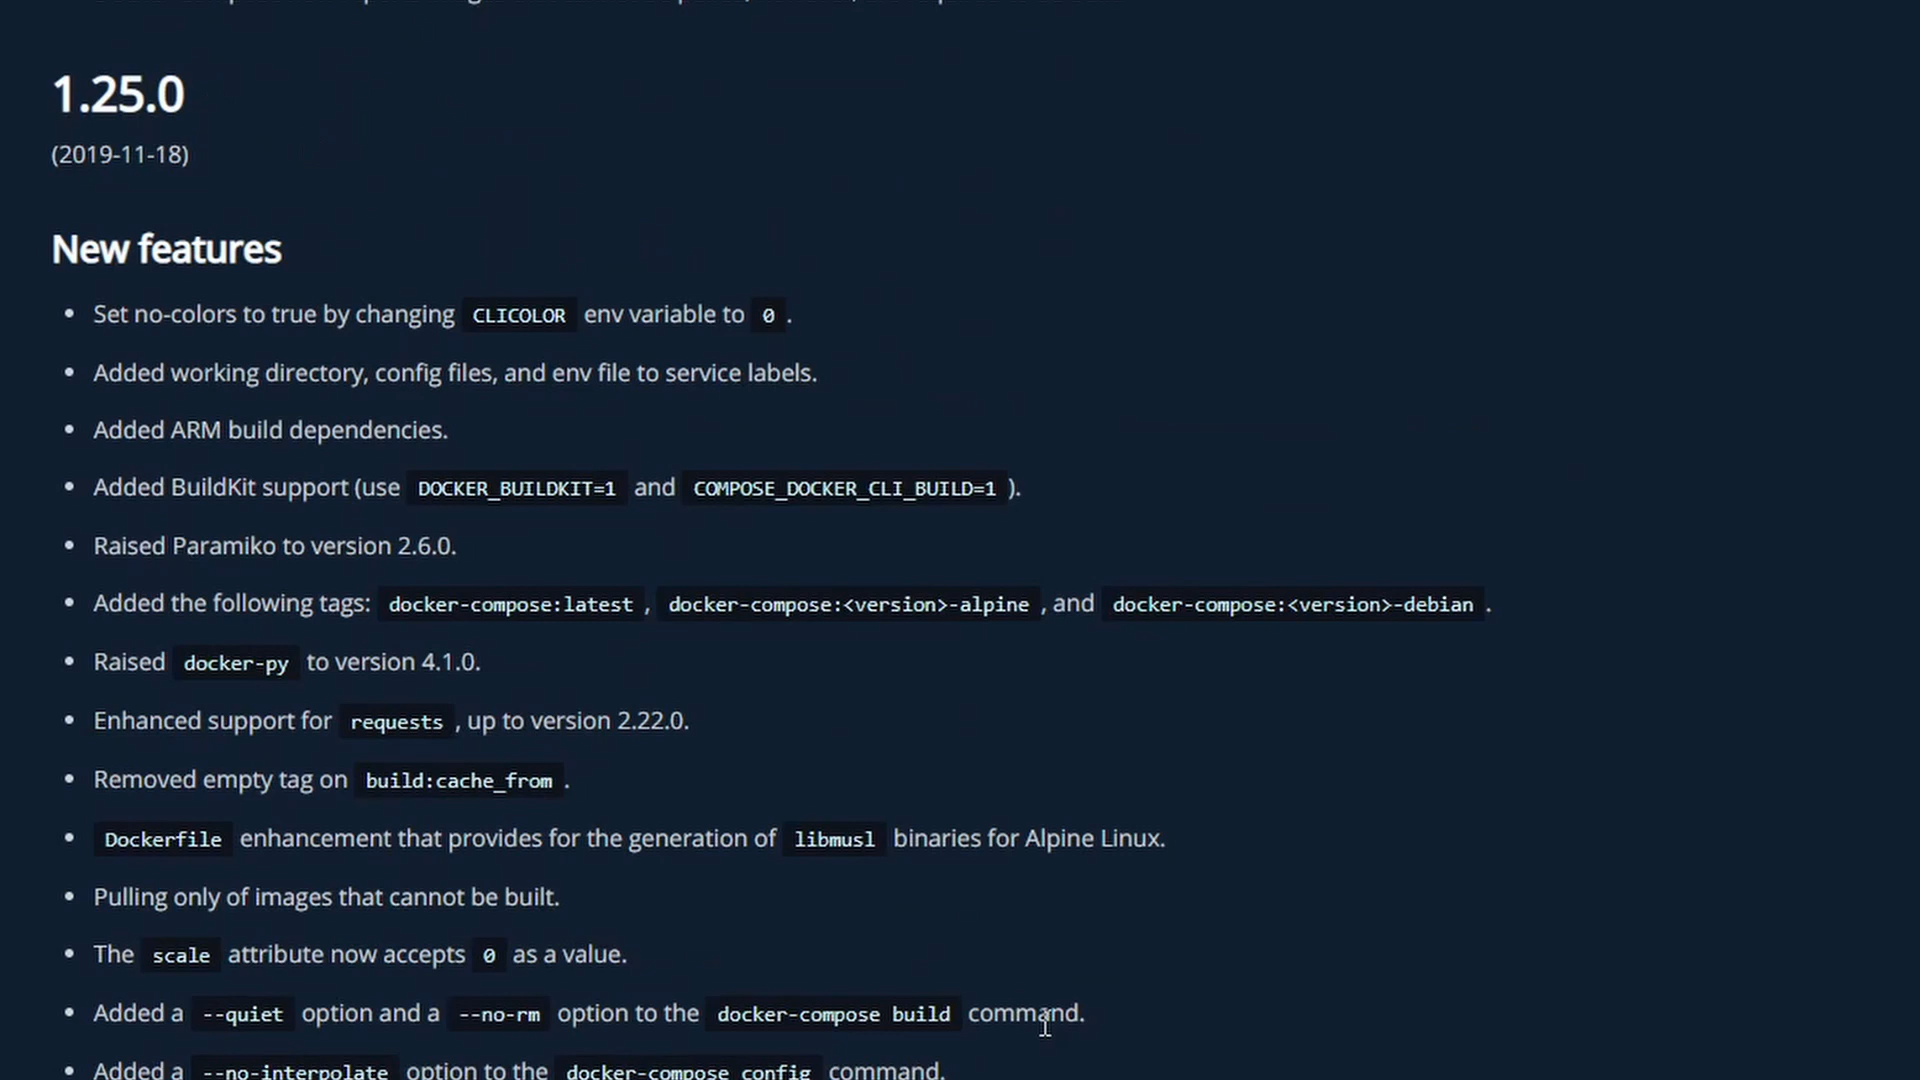 1.25.0
(2019-11-18)
New features
• Set no-colors to true by changing CLICOLOR env variable to 0 .
• Added working directory, config files, and env file to service labels.
• Added ARM build dependencies.
• Added BuildKit support (use DOCKER_BUILDKIT=1 and COMPOSE_DOCKER_CLI_BUILD=1 ).
• Raised Paramiko to version 2.6.0.
• Added the following tags: docker-compose:latest , docker-compose:<version>-alpine , and docker-compose:<version>-debian .
• Raised docker-py to version 4.1.0.
• Enhanced support for requests , up to version 2.22.0.
• Removed empty tag on build:cache_from .
• Dockerfile enhancement that provides for the generation of libmusl binaries for Alpine Linux.
• Pulling only of images that cannot be built.
• The scale attribute now accepts 0 as a value.
• Added a --quiet option and a --no-rm option to the docker-compose build command.
• Added a --no-interpolate option to the docker-compose config command.